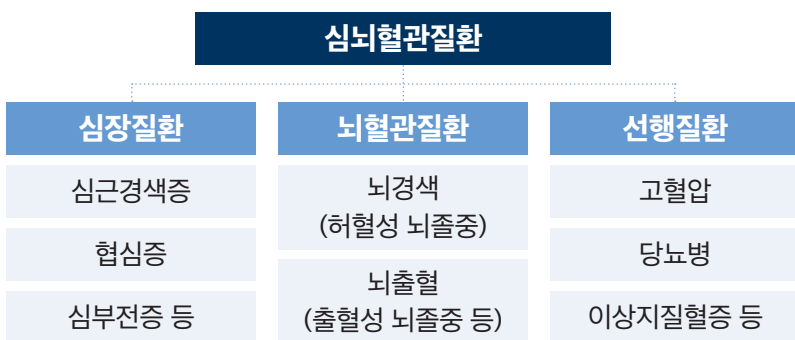 심뇌혈관질환
심장질환
뇌혈관질환
선행질환
심근경색증
협심증
심부전증 등
뇌경색
(허혈성 뇌졸중)
뇌출혈
(출혈성 뇌졸중 등)
고혈압
당뇨병
이상지질혈증 등